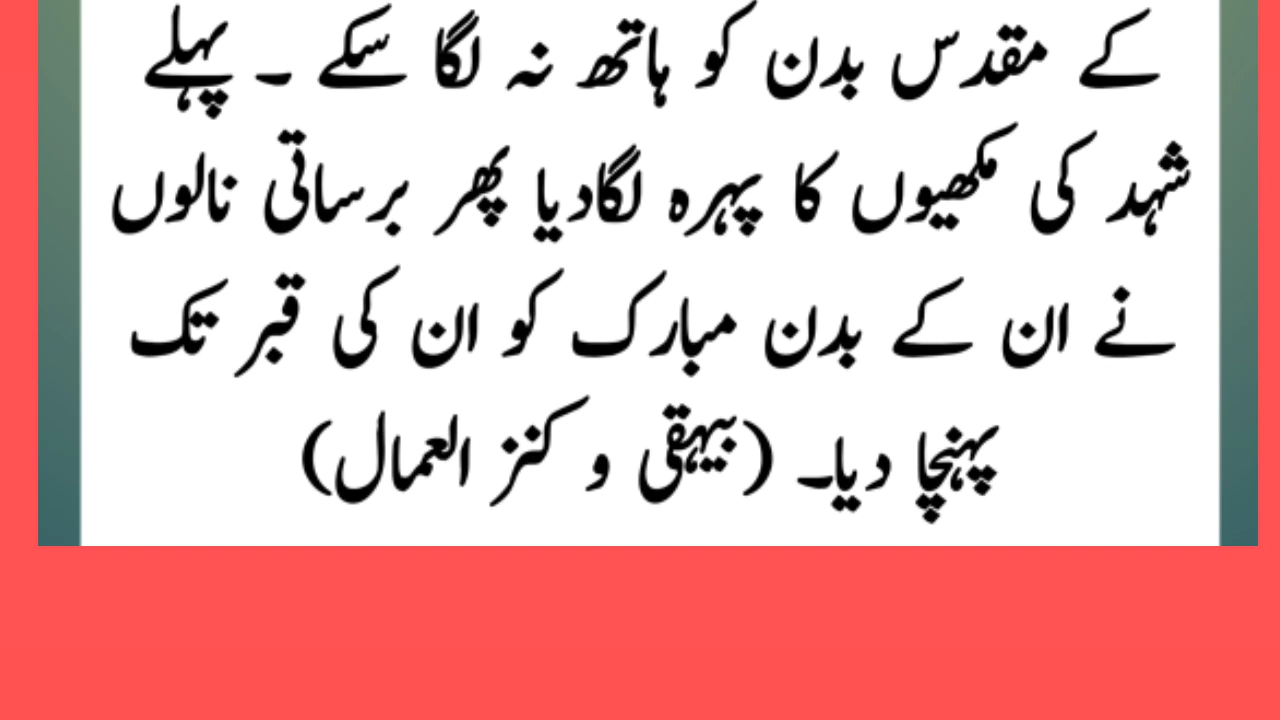 کے مقدس بدن کو ہاتھ نہ لگا سکے ۔ پہلے
شہد کی مکھیوں کا پہرہ لگادیا پھر برساتی نالوں
نے ان کے بدن مبارک کو ان کی قبر تک
پہنچا دیا۔ (بیہقی و کنز العمال)